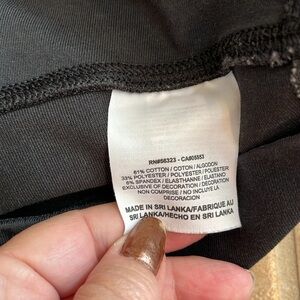 RN#56323 - CA#05553
61% COTTON / COTON / ALGODON
33% POLYESTER / POLYESTER / POLIESTER
6% SPANDEX / ELASTHANNE / ELASTANO
EXCLUSIVE OF DECORATION / DECORATION
NON COMPRISE / NO INCLUYE LA
DECORACION
MADE IN SRI LANKA/FABRIQUE AU
SRI LANKA/HECHO EN SRI LANKA